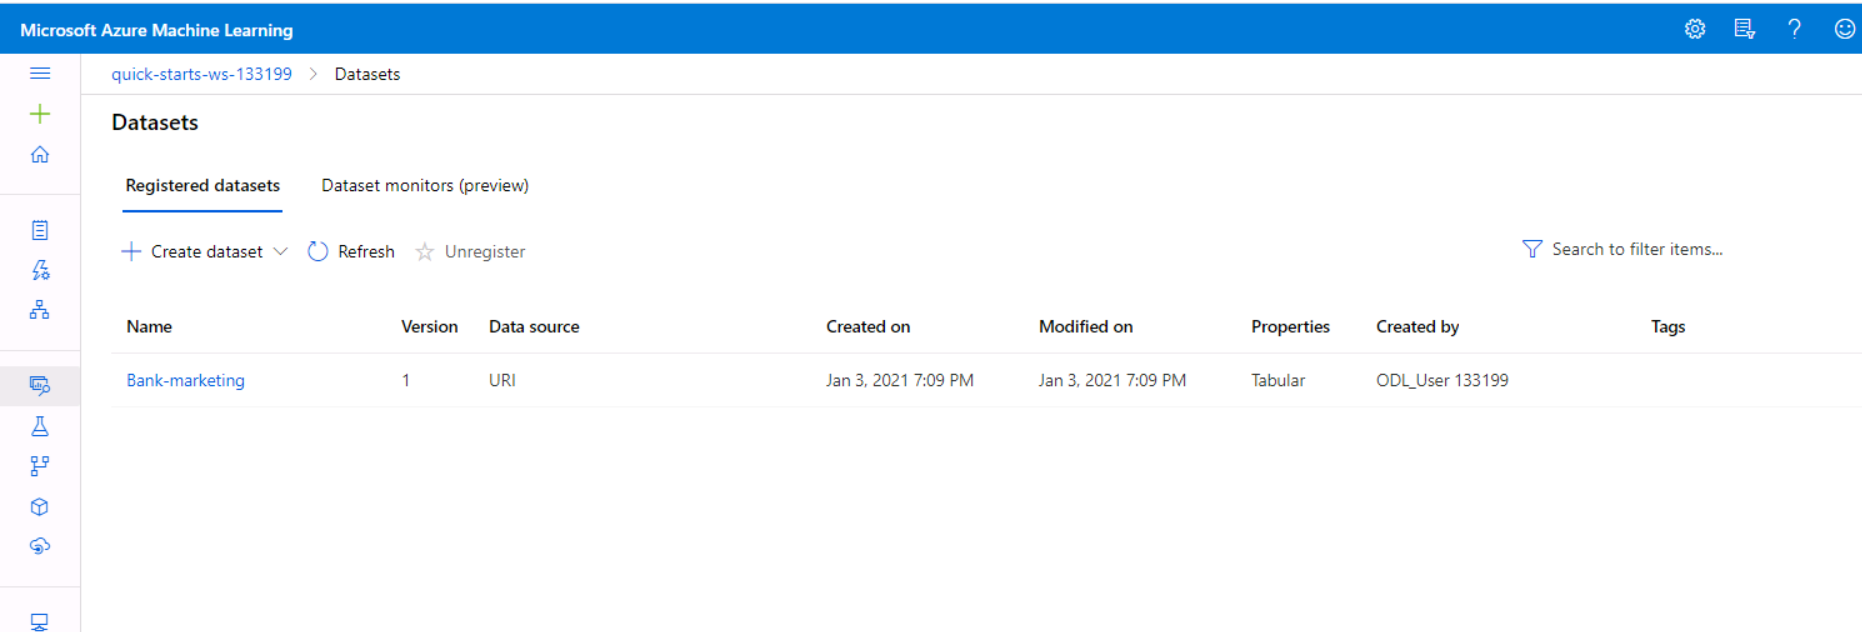 Microsoft Azure Machine Learning
quick-starts-ws-133199 > Datasets
Datasets
Registered datasets Dataset monitors (preview)
Create dataset Refresh Unregister Search to filter items...
Name Version Data source Created on Modified on Properties Created by Tags
Bank-marketing 1 URI Jan 3, 2021 7:09 PM Jan 3, 2021 7:09 PM Tabular ODL_User 133199